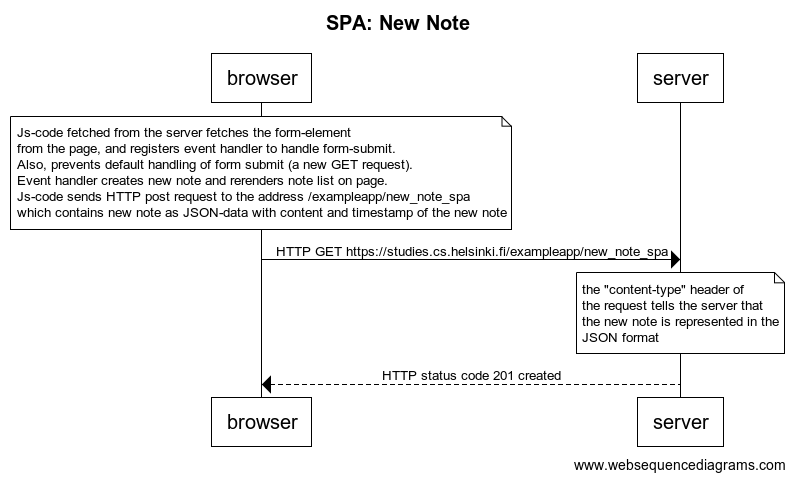 SPA: New Note
browser
server
Js-code fetched from the server fetches the form-element
from the page, and registers event handler to handle form-submit.
Also, prevents default handling of form submit (a new GET request).
Event handler creates new note and rerenders note list on page.
Js-code sends HTTP post request to the address /exampleapp/new_note_spa
which contains new note as JSON-data with content and timestamp of the new note
HTTP GET https://studies.cs.helsinki.fi/exampleapp/new_note_spa
the "content-type" header of
the request tells the server that
the new note is represented in the
JSON format
HTTP status code 201 created
browser
server
www.websequencediagrams.com